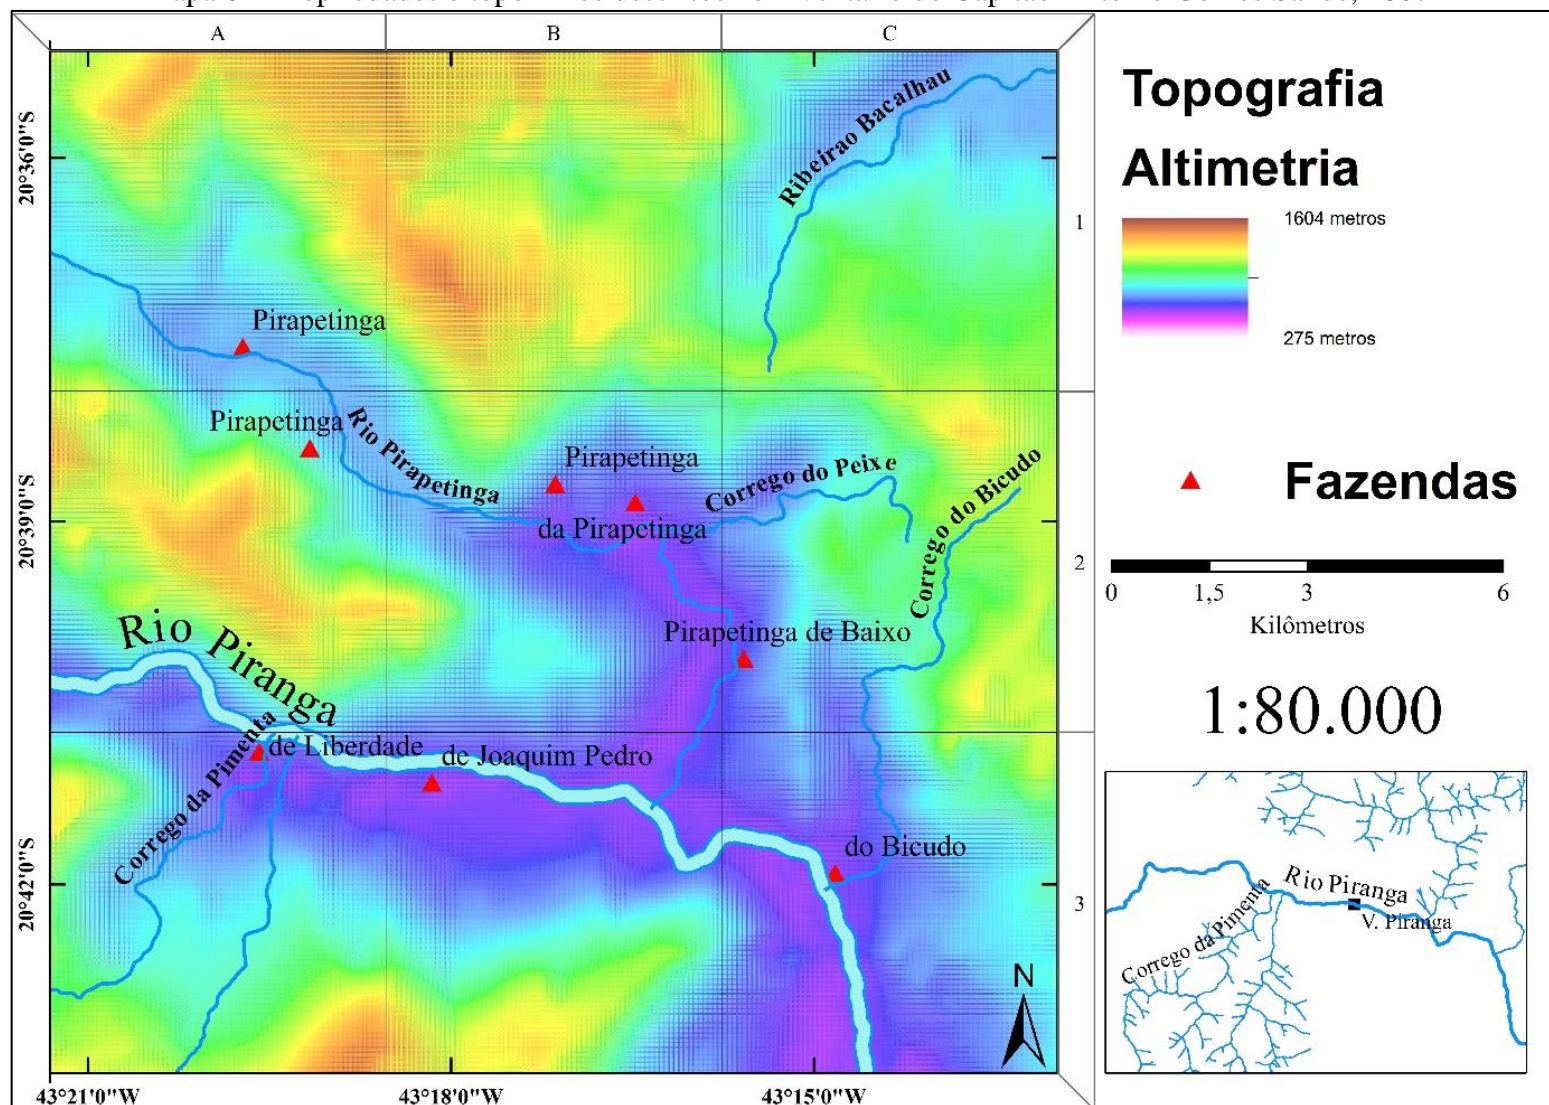 A B C
20°36'0"S
20°39'0"S
20°42'0"S
1
2
3
Ribeirao Bacalhau
Pirapetinga
Pirapetinga
Rio Pirapetinga
Pirapetinga
da Pirapetinga
Corrego do Peixe
Corrego do Bicudo
Pirapetinga de Baixo
Rio Piranga
Corrego da Pimenta
de Liberdade
de Joaquim Pedro
do Bicudo
N
43°21'0"W 43°18'0"W 43°15'0"W
Topografia
Altimetria
1604 metros
275 metros
Fazendas
0 1,5 3 6
Kilômetros
1:80.000
Rio Piranga
V. Piranga
Corrego da Pimenta